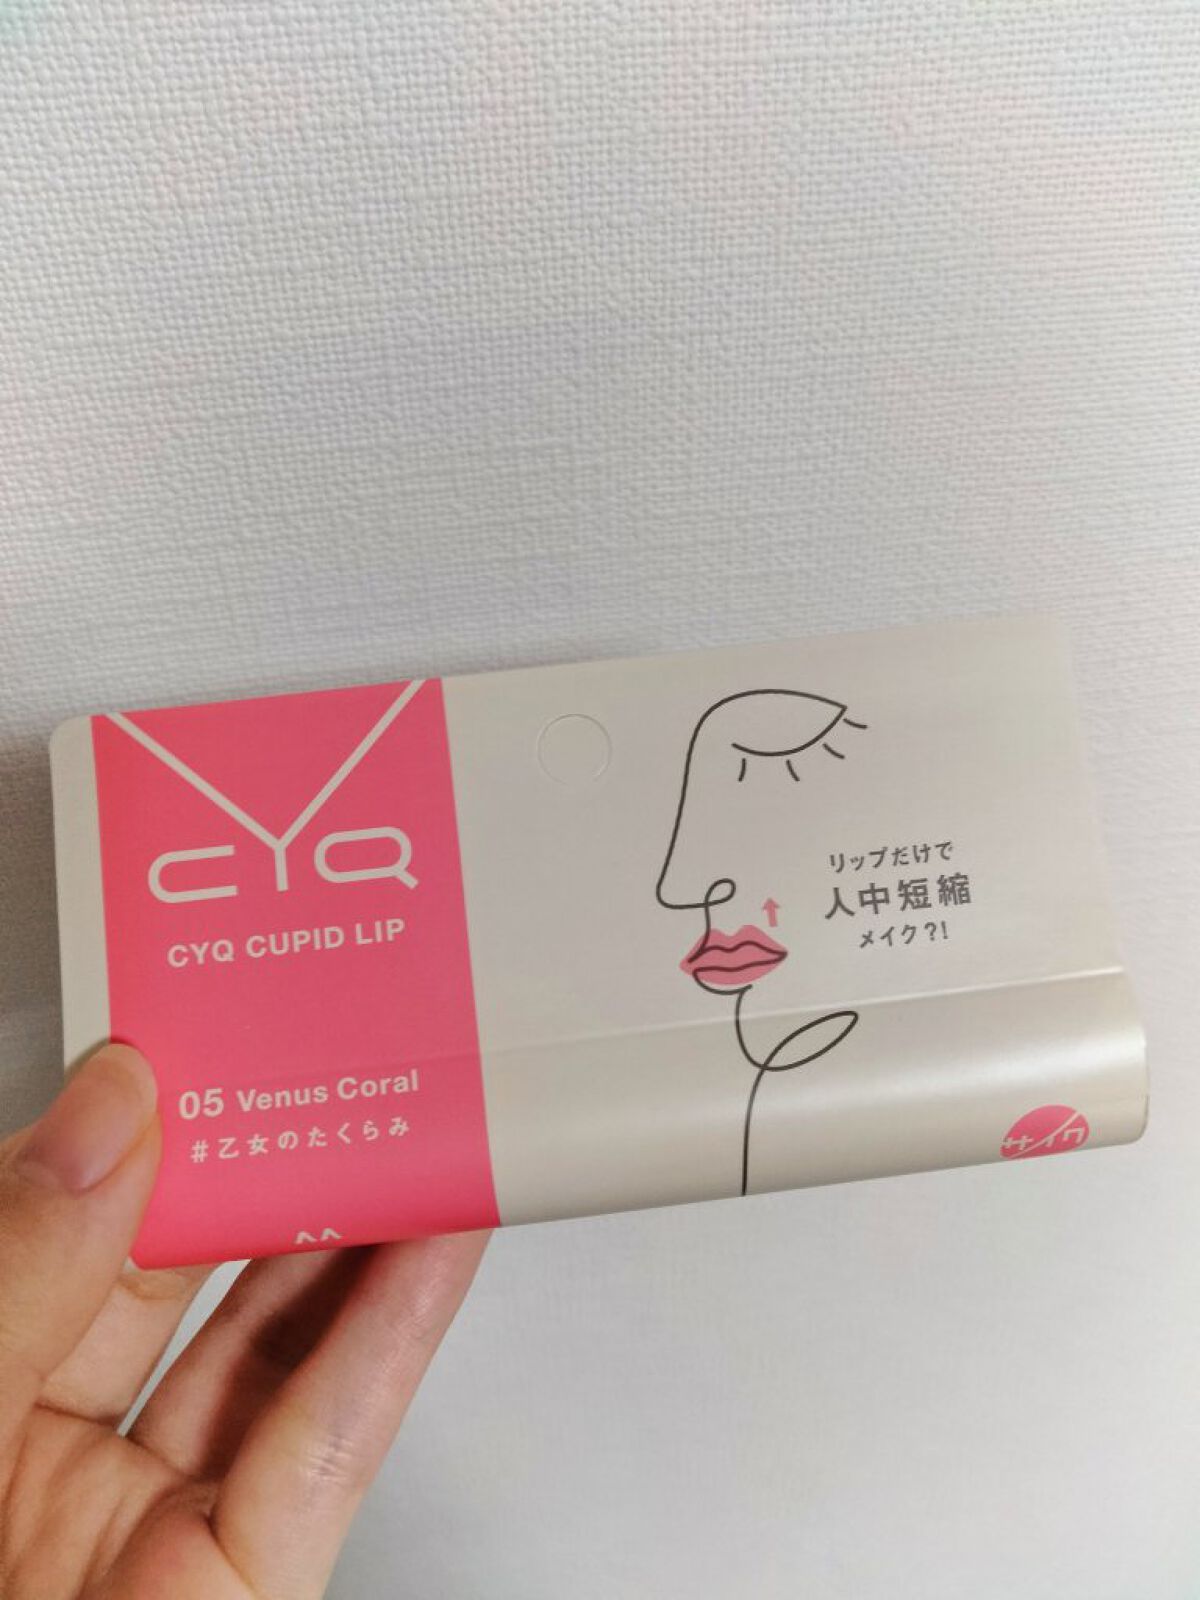 CYQ
CYQ CUPID LIP
05 Venus Coral
#乙女のたくらみ
リップだけで
人中短縮
メイク?!
サイク